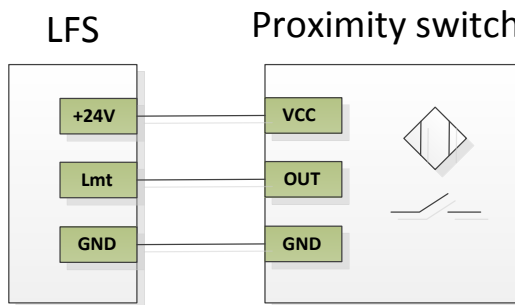 LFS
Proximity switch
+24V
VCC
Lmt
OUT
GND
GND